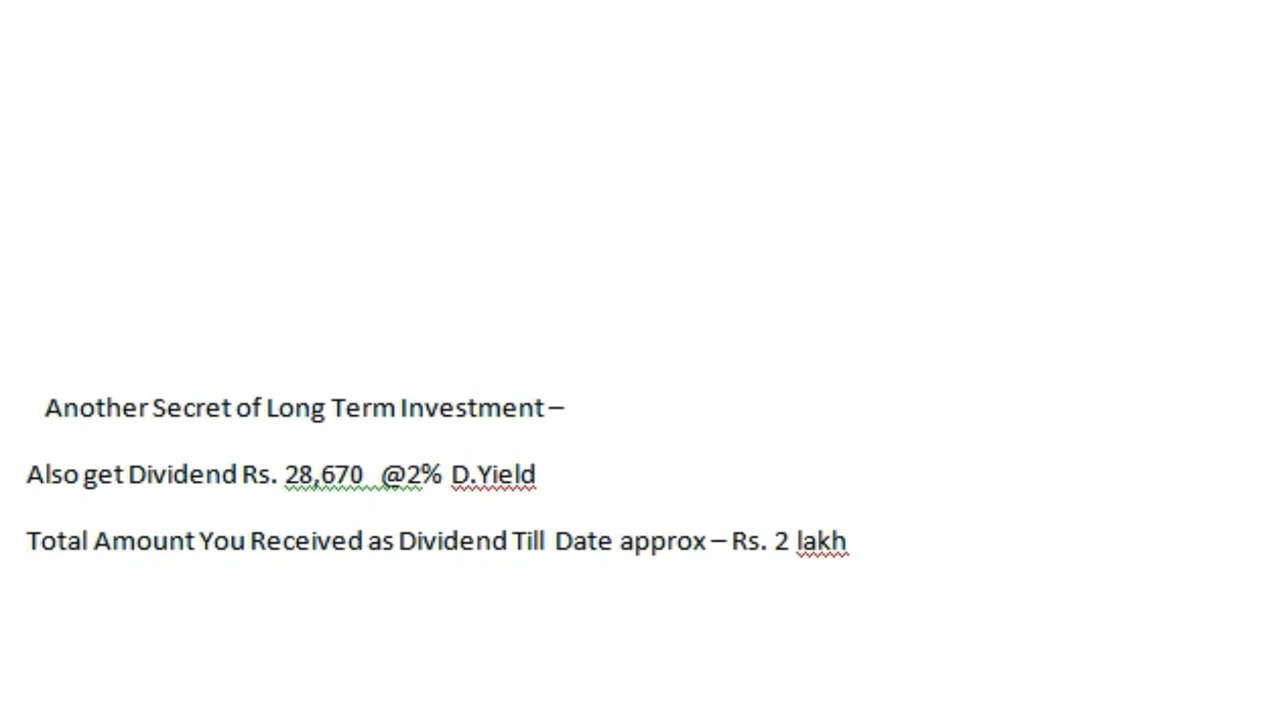 Another Secret of Long Term Investment –
Also get Dividend Rs. 28,670 @2% D.Yield
Total Amount You Received as Dividend Till Date approx – Rs. 2 lakh